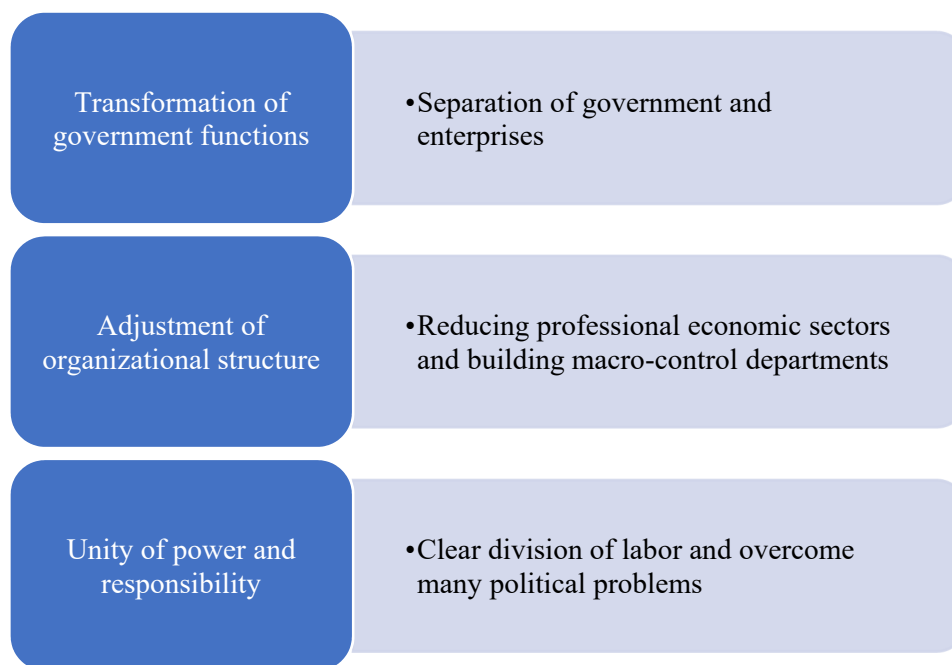 Transformation of
government functions
•Separation of government and
enterprises
Adjustment of
organizational structure
•Reducing professional economic sectors
and building macro-control departments
Unity of power and
responsibility
•Clear division of labor and overcome
many political problems